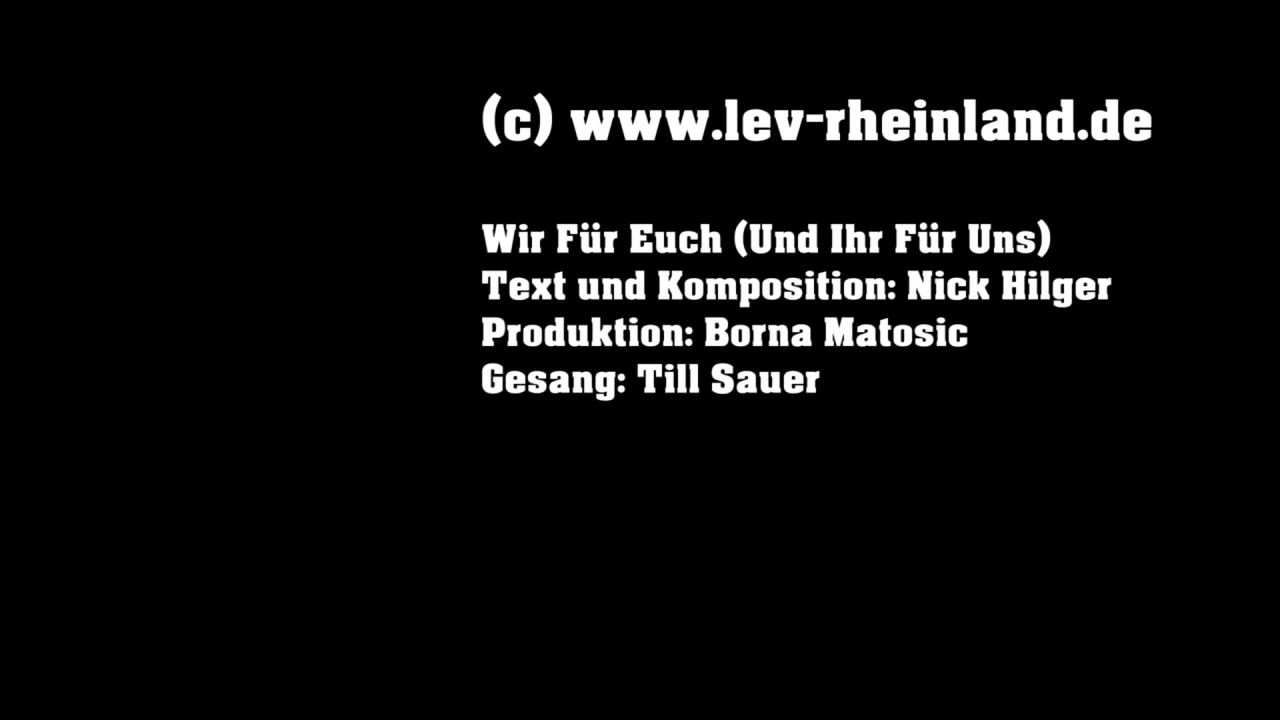 (c) www.lev-rheinland.de
Wir Für Euch (Und Ihr Für Uns)
Text und Komposition: Nick Hilger
Produktion: Borna Matosic
Gesang: Till Sauer